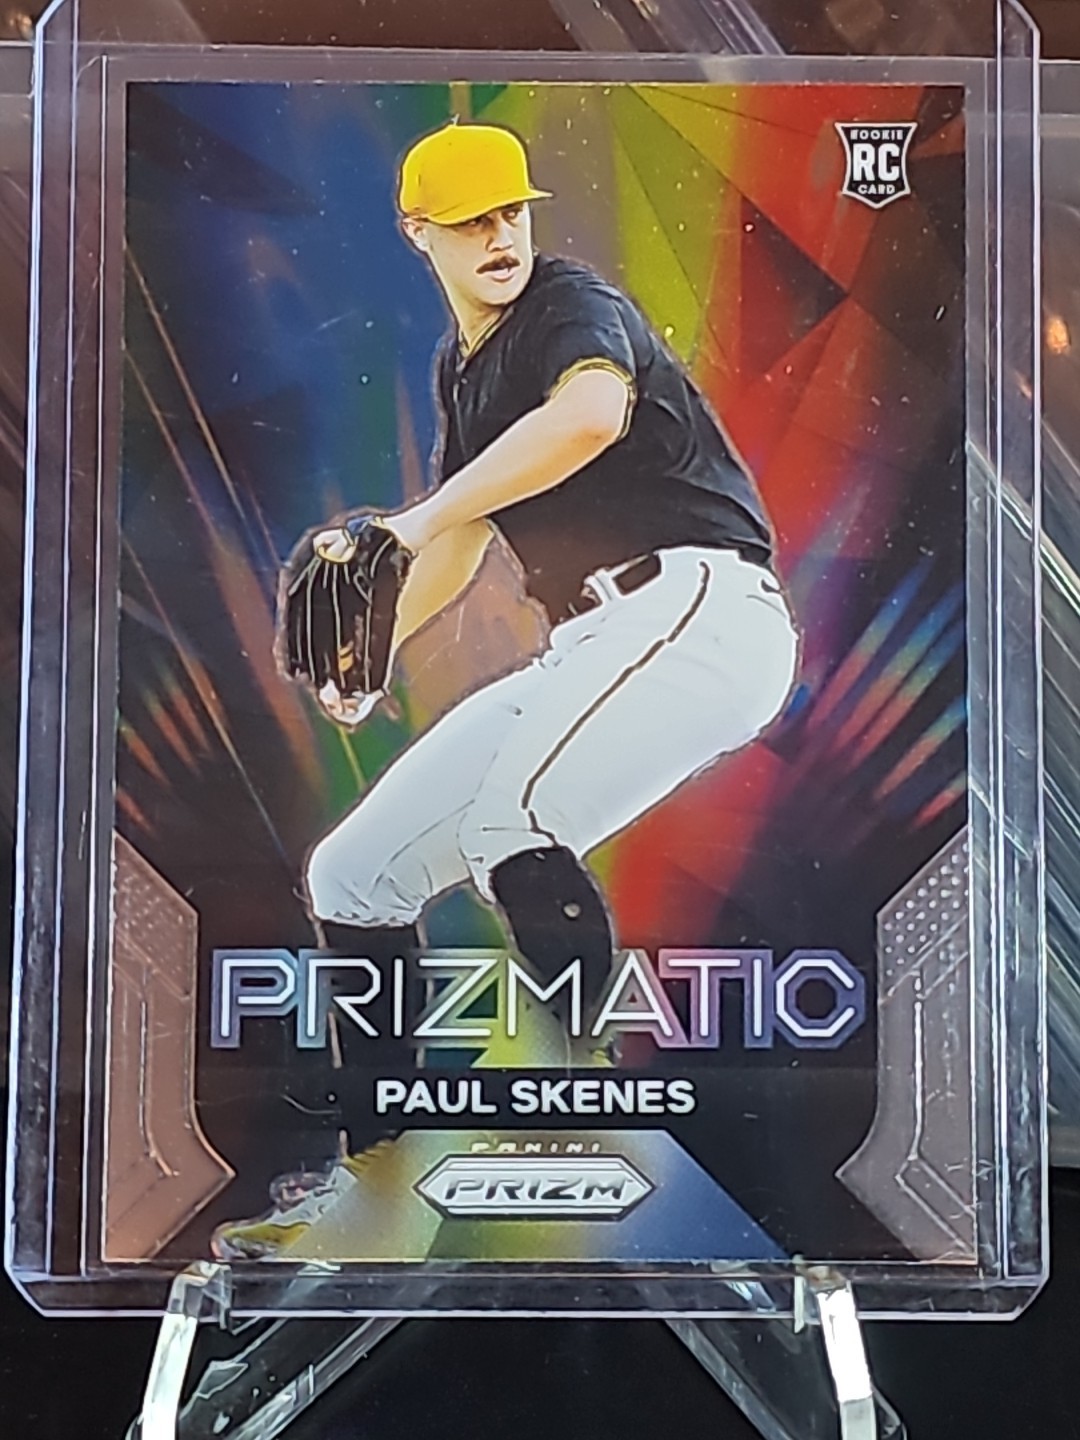 ROOKIE
RC
CARD
PRIZMATIC
PAUL SKENES
PANINI
PRIZM